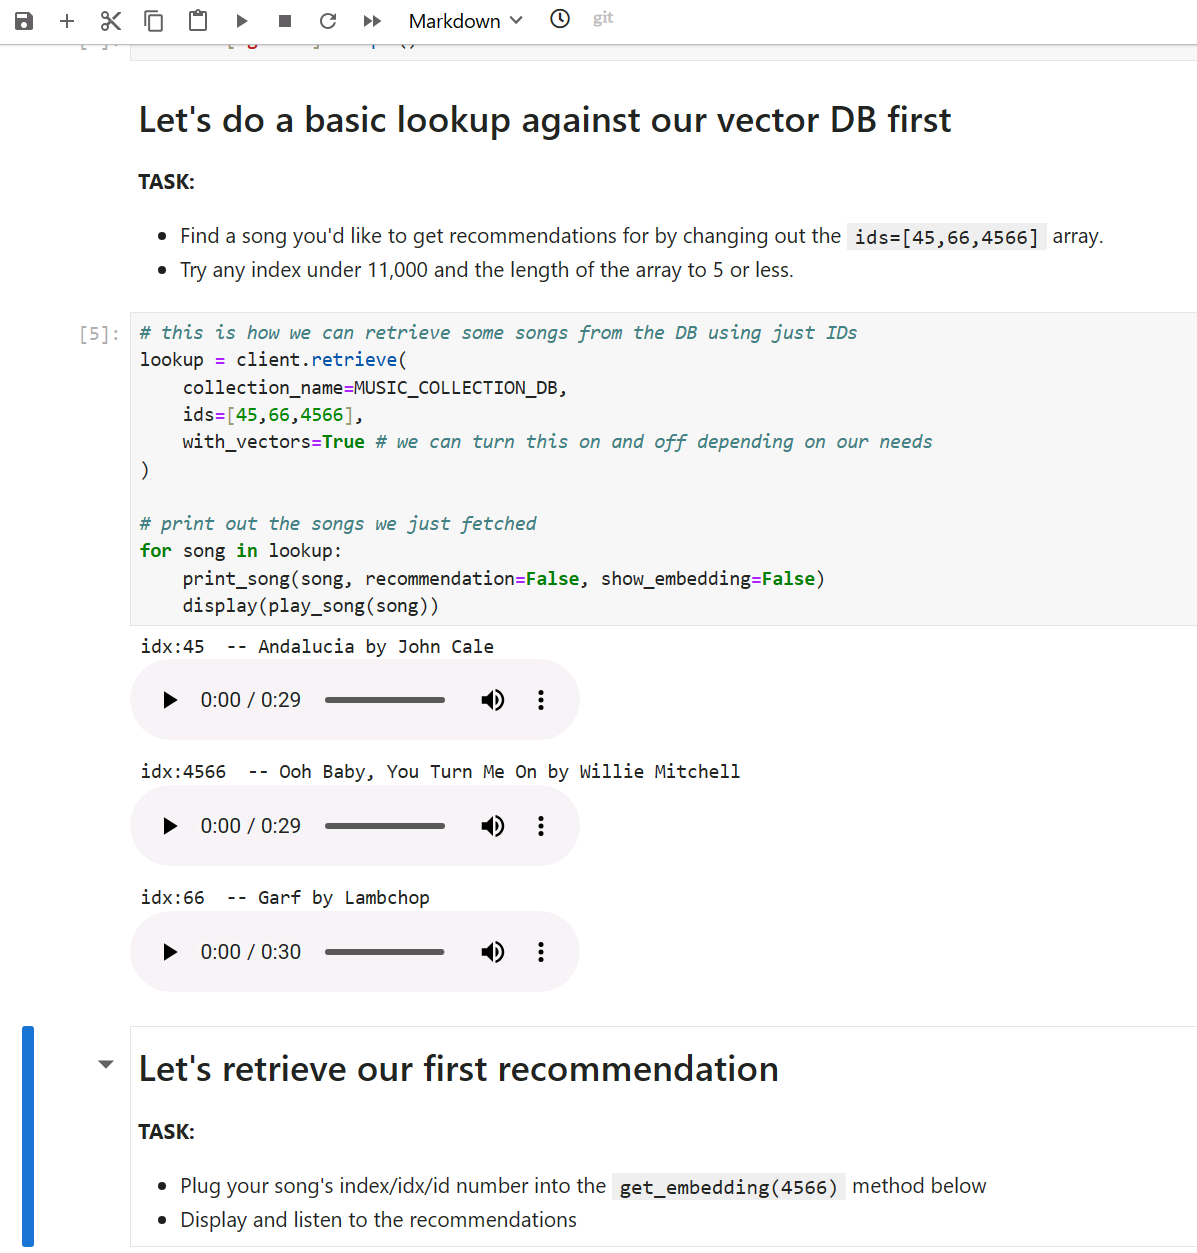 Markdown
git
Let's do a basic lookup against our vector DB first
TASK:
• Find a song you'd like to get recommendations for by changing out the ids=[45,66,4566] array.
• Try any index under 11,000 and the length of the array to 5 or less.
[5]:
# this is how we can retrieve some songs from the DB using just IDs
lookup = client.retrieve(
    collection_name=MUSIC_COLLECTION_DB,
    ids=[45,66,4566],
    with_vectors=True # we can turn this on and off depending on our needs
)
# print out the songs we just fetched
for song in lookup:
    print_song(song, recommendation=False, show_embedding=False)
    display(play_song(song))
idx:45  -- Andalucia by John Cale
0:00 / 0:29
idx:4566  -- Ooh Baby, You Turn Me On by Willie Mitchell
0:00 / 0:29
idx:66  -- Garf by Lambchop
0:00 / 0:30
Let's retrieve our first recommendation
TASK:
• Plug your song's index/idx/id number into the get_embedding(4566) method below
• Display and listen to the recommendations